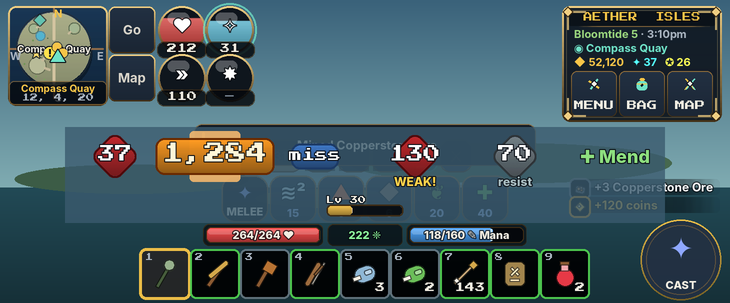 N
W
E
Compass Quay
Compass Quay
12, 4, 20
Go
Map
212
31
110
—
AETHER ISLES
Bloomtide 5 · 3:10pm
Compass Quay
52,120
37
26
MENU
BAG
MAP
37
1,284
miss
130
WEAK!
70
resist
+ Mend
MELEE
2
15
20
40
+3 Copperstone Ore
+120 coins
Lv 30
264/264
222
118/160 Mana
1
2
3
4
5
3
6
2
7
143
8
9
2
CAST